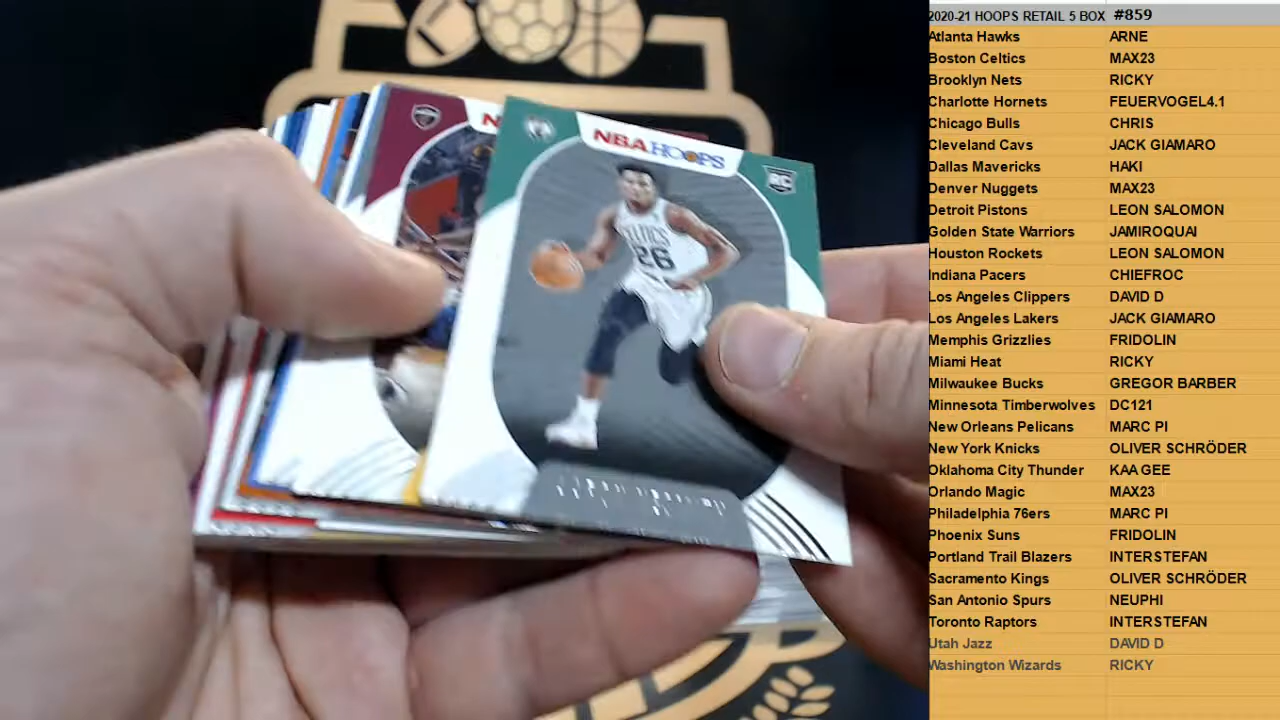 NBA HOOPS
RC
CELTICS
26
2020-21 HOOPS RETAIL 5 BOX #859
Atlanta Hawks ARNE
Boston Celtics MAX23
Brooklyn Nets RICKY
Charlotte Hornets FEUERVOGEL4.1
Chicago Bulls CHRIS
Cleveland Cavs JACK GIAMARO
Dallas Mavericks HAKI
Denver Nuggets MAX23
Detroit Pistons LEON SALOMON
Golden State Warriors JAMIROQUAI
Houston Rockets LEON SALOMON
Indiana Pacers CHIEFROC
Los Angeles Clippers DAVID D
Los Angeles Lakers JACK GIAMARO
Memphis Grizzlies FRIDOLIN
Miami Heat RICKY
Milwaukee Bucks GREGOR BARBER
Minnesota Timberwolves DC121
New Orleans Pelicans MARC PI
New York Knicks OLIVER SCHRÖDER
Oklahoma City Thunder KAA GEE
Orlando Magic MAX23
Philadelphia 76ers MARC PI
Phoenix Suns FRIDOLIN
Portland Trail Blazers INTERSTEFAN
Sacramento Kings OLIVER SCHRÖDER
San Antonio Spurs NEUPHI
Toronto Raptors INTERSTEFAN
Utah Jazz DAVID D
Washington Wizards RICKY